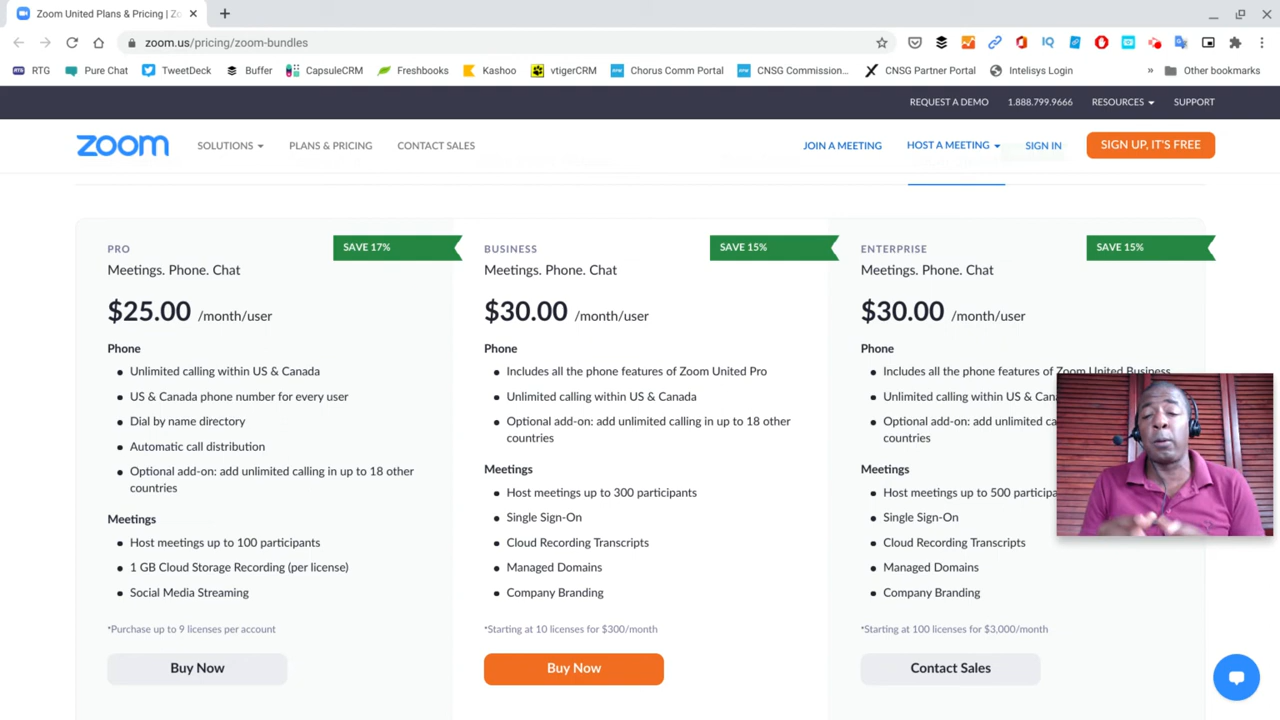 Zoom United Plans & Pricing | Zo
zoom.us/pricing/zoom-bundles
RTG
Pure Chat
TweetDeck
Buffer
CapsuleCRM
Freshbooks
Kashoo
vtigerCRM
Chorus Comm Portal
CNSG Commission...
CNSG Partner Portal
Intelisys Login
»
Other bookmarks
REQUEST A DEMO
1.888.799.9666
RESOURCES
SUPPORT
zoom
SOLUTIONS
PLANS & PRICING
CONTACT SALES
JOIN A MEETING
HOST A MEETING
SIGN IN
SIGN UP, IT'S FREE
PRO
SAVE 17%
Meetings. Phone. Chat
$25.00 /month/user
Phone
Unlimited calling within US & Canada
US & Canada phone number for every user
Dial by name directory
Automatic call distribution
Optional add-on: add unlimited calling in up to 18 other
countries
Meetings
Host meetings up to 100 participants
1 GB Cloud Storage Recording (per license)
Social Media Streaming
*Purchase up to 9 licenses per account
Buy Now
BUSINESS
SAVE 15%
Meetings. Phone. Chat
$30.00 /month/user
Phone
Includes all the phone features of Zoom United Pro
Unlimited calling within US & Canada
Optional add-on: add unlimited calling in up to 18 other
countries
Meetings
Host meetings up to 300 participants
Single Sign-On
Cloud Recording Transcripts
Managed Domains
Company Branding
*Starting at 10 licenses for $300/month
Buy Now
ENTERPRISE
SAVE 15%
Meetings. Phone. Chat
$30.00 /month/user
Phone
Includes all the phone features of Zoom United Business
Unlimited calling within US & Can
Optional add-on: add unlimited ca
countries
Meetings
Host meetings up to 500 participa
Single Sign-On
Cloud Recording Transcripts
Managed Domains
Company Branding
*Starting at 100 licenses for $3,000/month
Contact Sales